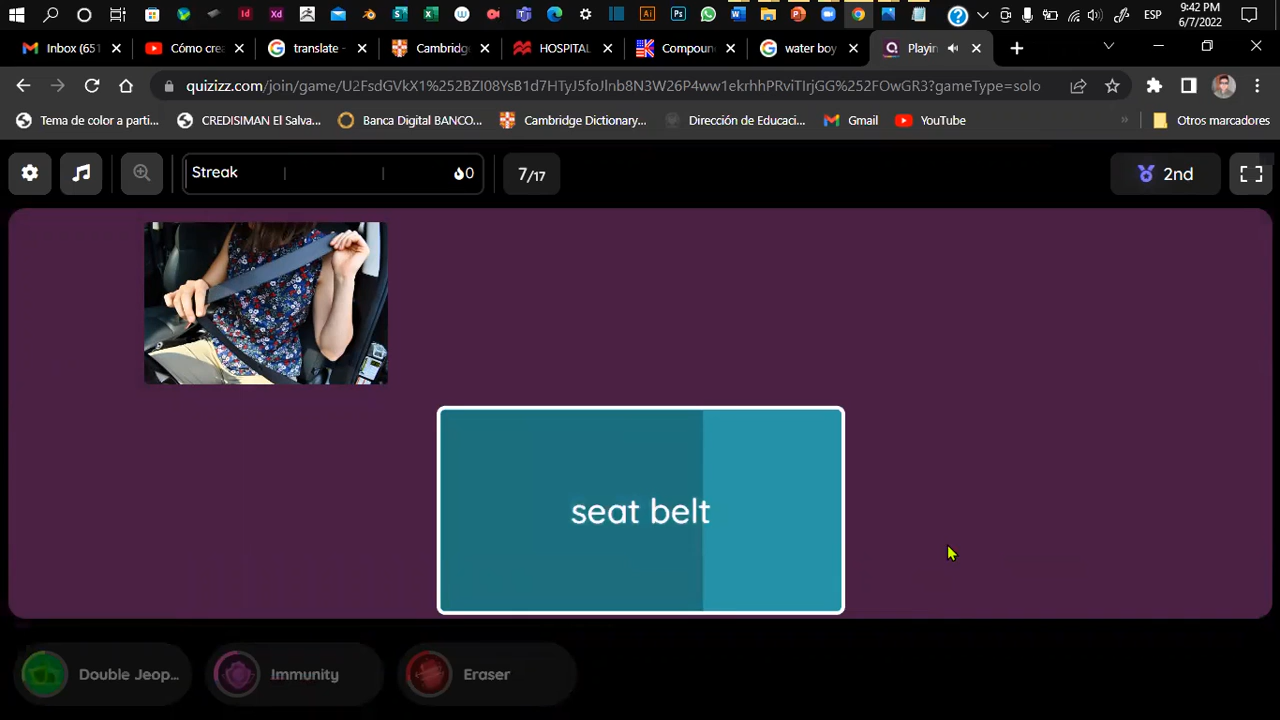 ESP
9:42 PM
6/7/2022
Inbox (651
Cómo crea
translate -
Cambridg
HOSPITAL
Compoun
water boy
Playin
quizizz.com/join/game/U2FsdGVkX1%252BZI08YsB1d7HTyJ5foJlnb8N3W26P4ww1ekrhhPRviTIrjGG%252FOwGR3?gameType=solo
Tema de color a parti...
CREDISIMAN El Salva...
Banca Digital BANCO...
Cambridge Dictionary...
Dirección de Educaci...
Gmail
YouTube
Otros marcadores
Streak
0
7/17
2nd
seat belt
Double Jeop...
Immunity
Eraser